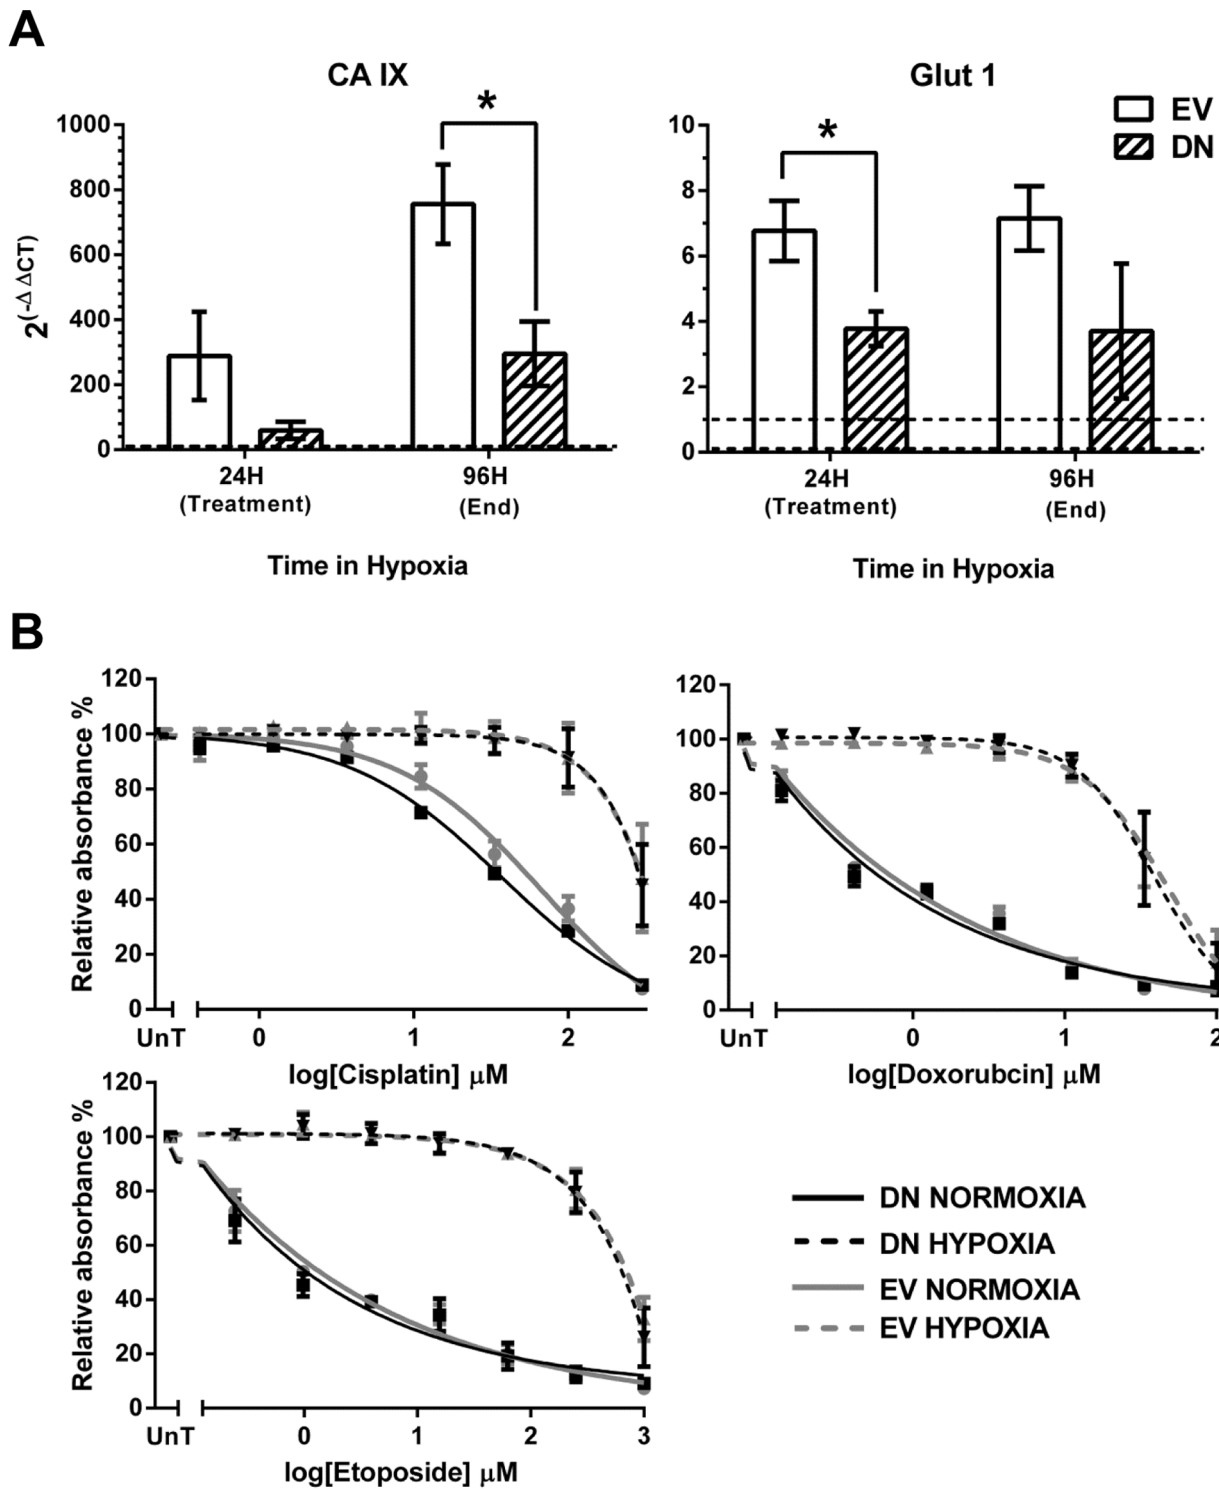 A
CA IX
Glut 1
EV
DN
*
*
1000
800
600
400
200
0
2(-Δ ΔCT)
10
8
6
4
2
0
24H
(Treatment)
96H
(End)
24H
(Treatment)
96H
(End)
Time in Hypoxia
Time in Hypoxia
B
Relative absorbance %
120
100
80
60
40
20
0
UnT 0 1 2
log[Cisplatin] μM
120
100
80
60
40
20
0
UnT 0 1 2
log[Doxorubcin] μM
Relative absorbance %
120
100
80
60
40
20
0
UnT 0 1 2 3
log[Etoposide] μM
DN NORMOXIA
DN HYPOXIA
EV NORMOXIA
EV HYPOXIA